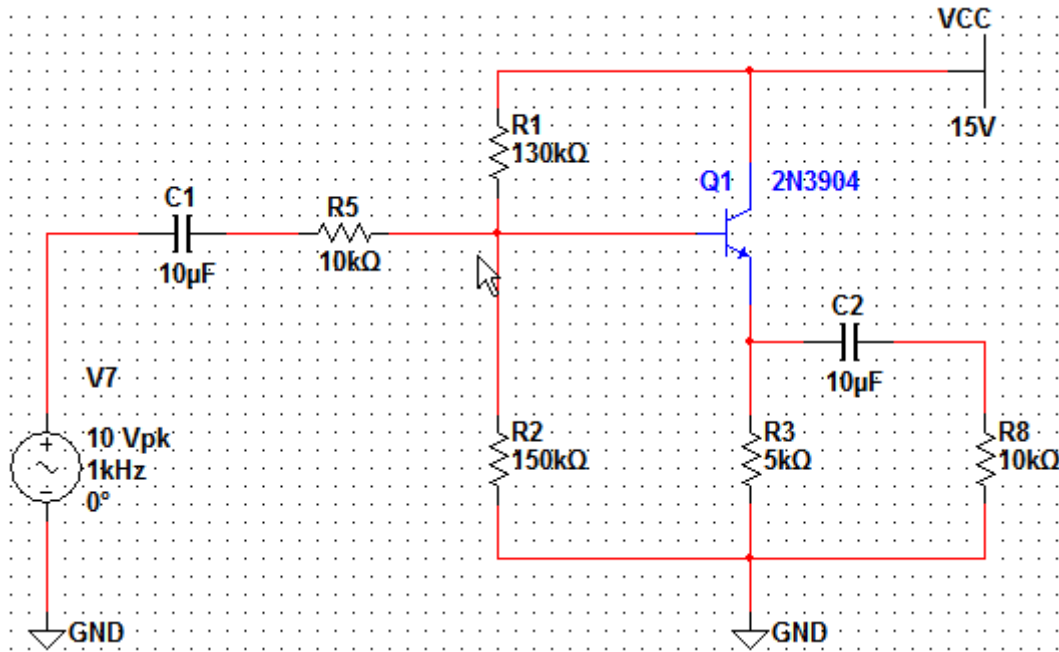 VCC
15V
R1
130kΩ
Q1
2N3904
C1
10µF
R5
10kΩ
C2
10µF
V7
10 Vpk
1kHz
0°
R2
150kΩ
R3
5kΩ
R8
10kΩ
GND
GND